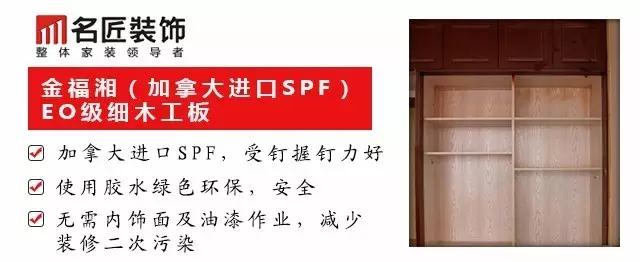 名匠装饰
整体家装领导者
金福湘（加拿大进口SPF）
EO级细木工板
加拿大进口SPF，受钉握钉力好
使用胶水绿色环保，安全
无需内饰面及油漆作业，减少
装修二次污染